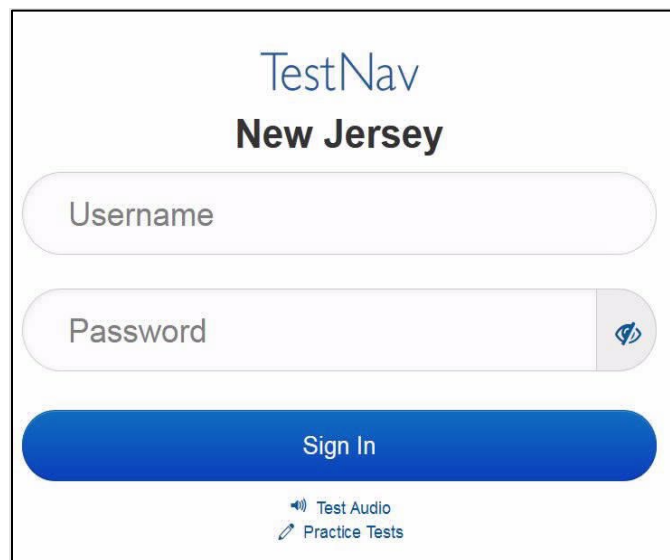 TestNav
New Jersey
Username
Password
Sign In
Test Audio
Practice Tests